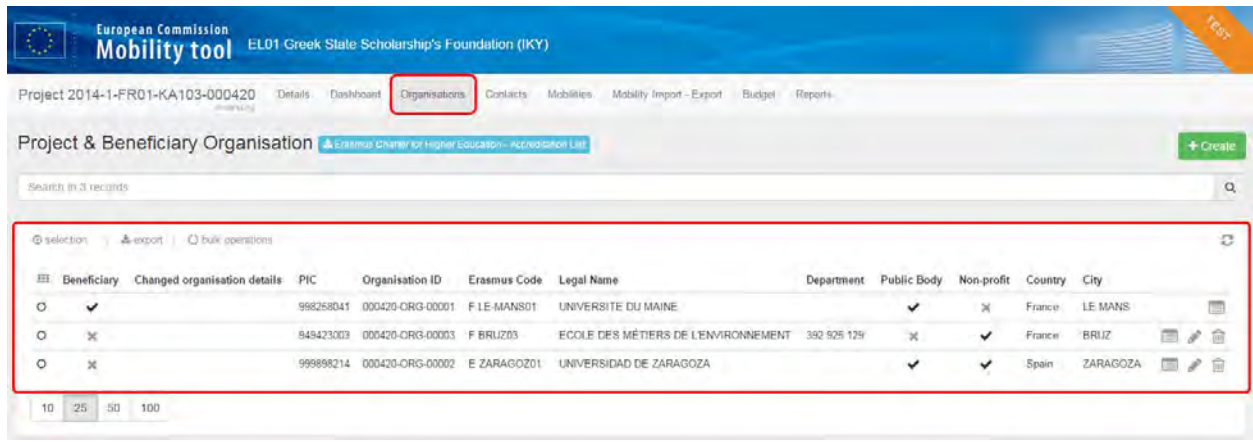 European Commission
Mobility tool EL01 Greek State Scholarship's Foundation (IKY)
TEST
Project 2014-1-FR01-KA103-000420 Details Dashboard Organisations Contacts Mobilities Mobility Import - Export Budget Reports
Project & Beneficiary Organisation Erasmus Charter for Higher Education - Accreditation List + Create
Search in 3 records
selection | export | bulk operations
Beneficiary Changed organisation details PIC Organisation ID Erasmus Code Legal Name Department Public Body Non-profit Country City
998258041 000420-ORG-00001 F LE-MANS01 UNIVERSITE DU MAINE France LE MANS
949423003 000420-ORG-00003 F BRUZ03 ECOLE DES MÉTIERS DE L'ENVIRONNEMENT 392 925 129 France BRUZ
999898214 000420-ORG-00002 E ZARAGOZ01 UNIVERSIDAD DE ZARAGOZA Spain ZARAGOZA
10 25 50 100